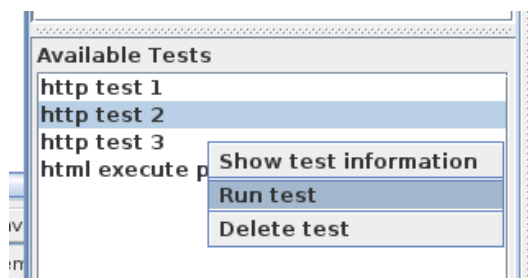 Available Tests
http test 1
http test 2
http test 3
html execute p
Show test information
Run test
Delete test